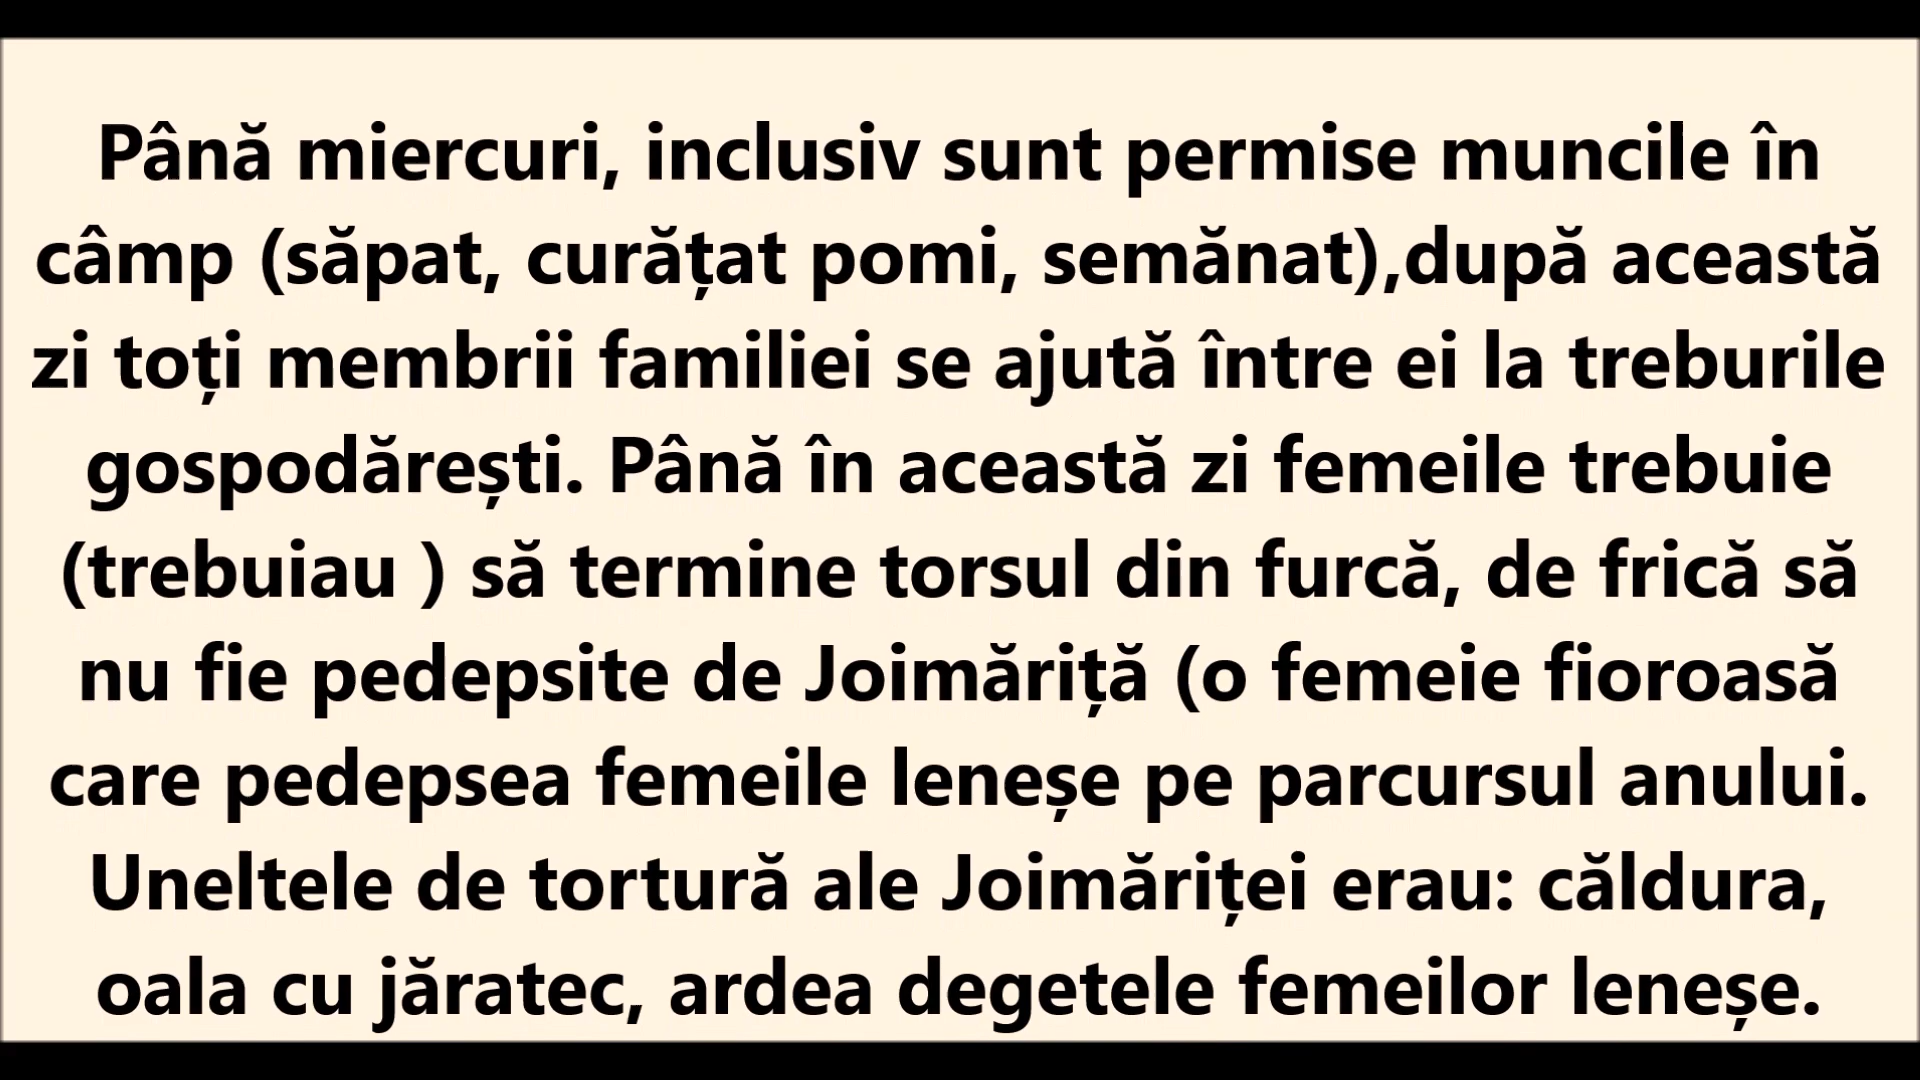 Până miercuri, inclusiv sunt permise muncile în
câmp (săpat, curățat pomi, semănat),după această
zi toți membrii familiei se ajută între ei la treburile
gospodărești. Până în această zi femeile trebuie
(trebuiau ) să termine torsul din furcă, de frică să
nu fie pedepsite de Joimăriță (o femeie fioroasă
care pedepsea femeile leneșe pe parcursul anului.
Uneltele de tortură ale Joimăriței erau: căldura,
oala cu jăratec, ardea degetele femeilor leneșe.